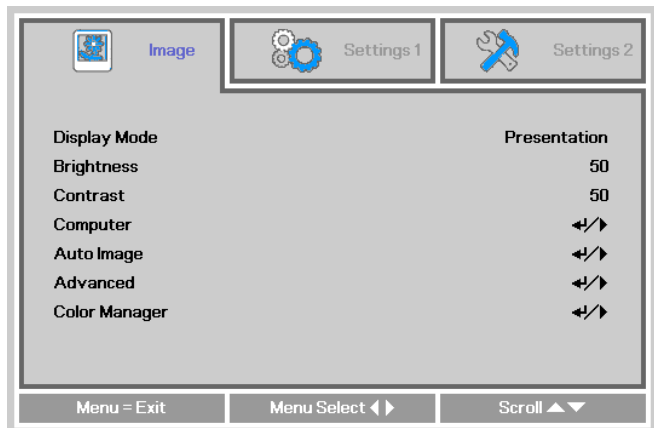 Image Settings 1 Settings 2
Display Mode Presentation
Brightness 50
Contrast 50
Computer
Auto Image
Advanced
Color Manager
Menu = Exit Menu Select Scroll